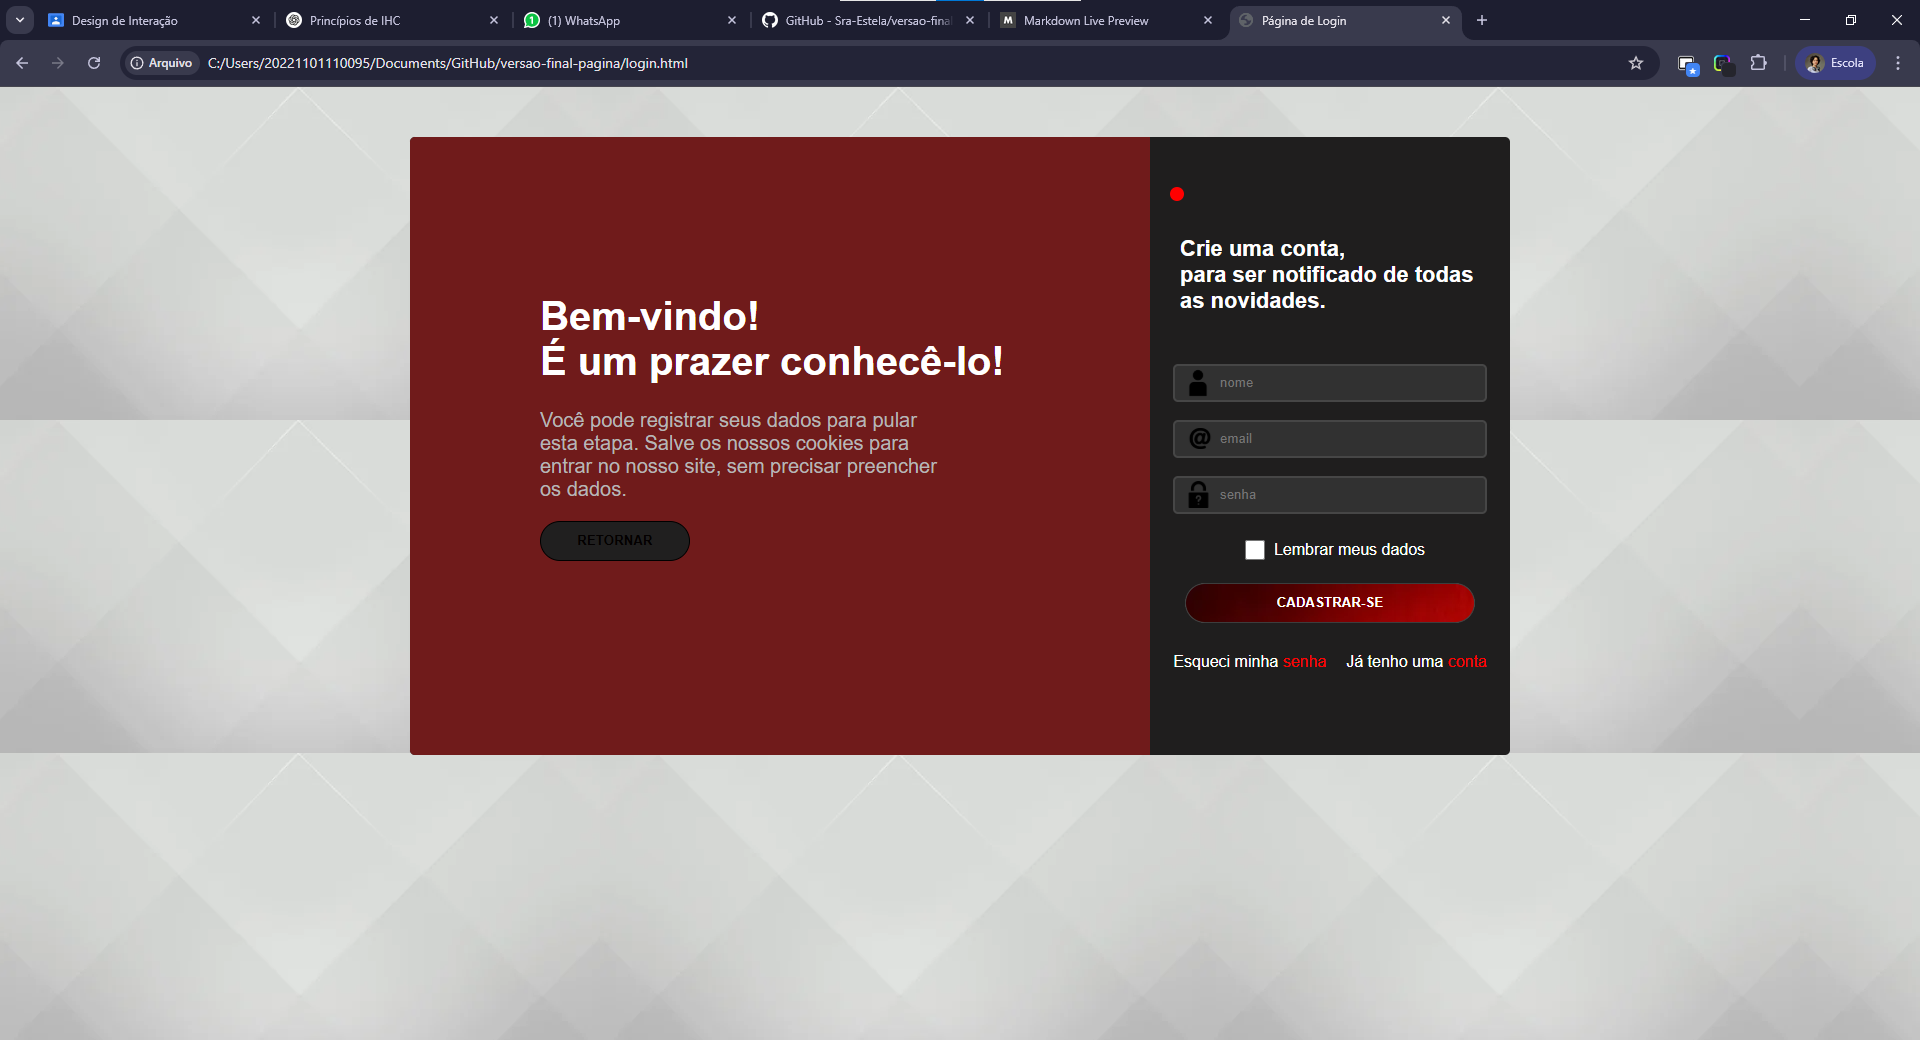 Design de Interação
Princípios de IHC
(1) WhatsApp
GitHub - Sra-Estela/versao-final
Markdown Live Preview
Página de Login
Arquivo
C:/Users/20221101110095/Documents/GitHub/versao-final-pagina/login.html
Escola
Bem-vindo!
É um prazer conhecê-lo!
Você pode registrar seus dados para pular
esta etapa. Salve os nossos cookies para
entrar no nosso site, sem precisar preencher
os dados.
RETORNAR
Crie uma conta,
para ser notificado de todas
as novidades.
nome
email
senha
Lembrar meus dados
CADASTRAR-SE
Esqueci minha senha
Já tenho uma conta